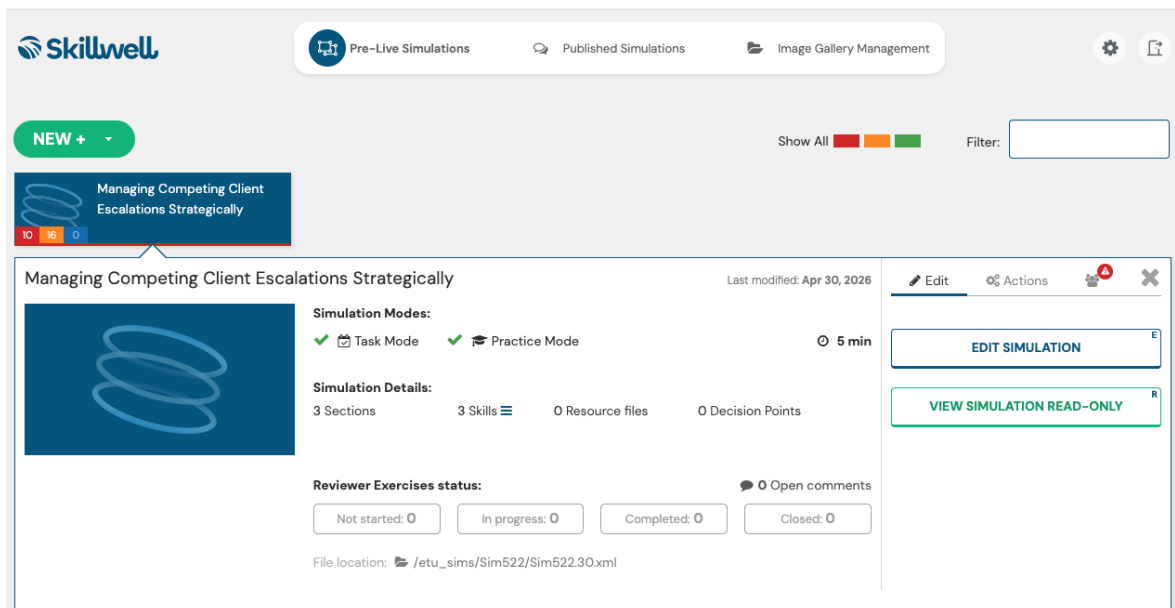 Skillwell
Pre-Live Simulations
Published Simulations
Image Gallery Management
NEW +
Show All
Filter:
Managing Competing Client
Escalations Strategically
10 16 0
Managing Competing Client Escalations Strategically
Last modified: Apr 30, 2026
Edit
Actions
Simulation Modes:
Task Mode
Practice Mode
5 min
EDIT SIMULATION
E
Simulation Details:
3 Sections
3 Skills
0 Resource files
0 Decision Points
VIEW SIMULATION READ-ONLY
R
Reviewer Exercises status:
0 Open comments
Not started: 0
In progress: 0
Completed: 0
Closed: 0
File location: /etu_sims/Sim522/Sim522.30.xml